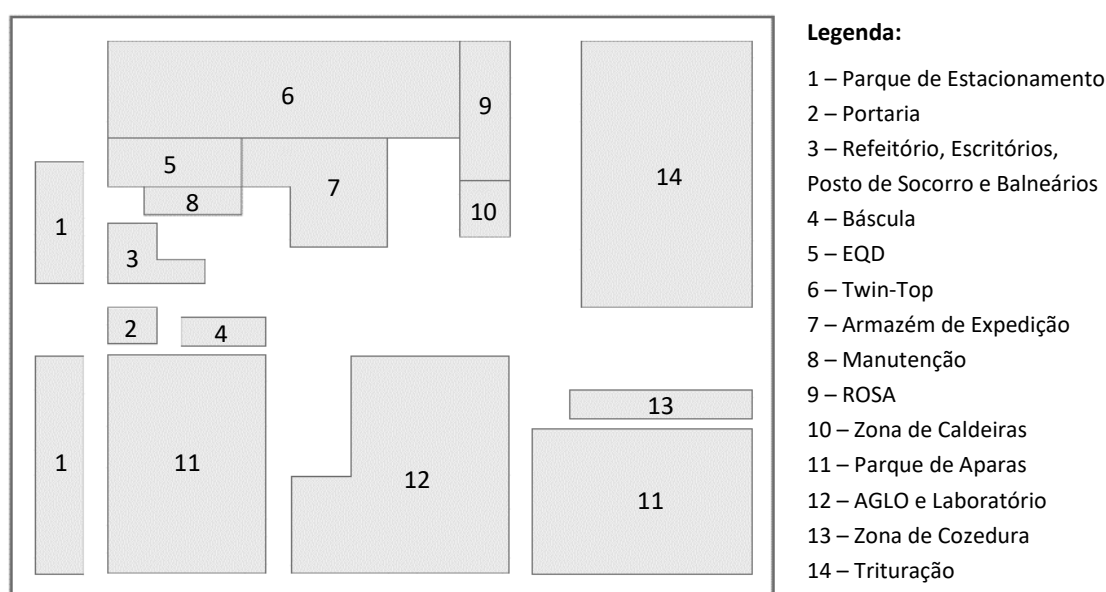 6
9
14
5
7
8
10
1
3
2
4
13
1
11
12
11
Legenda:
1 – Parque de Estacionamento
2 – Portaria
3 – Refeitório, Escritórios,
Posto de Socorro e Balneários
4 – Báscula
5 – EQD
6 – Twin-Top
7 – Armazém de Expedição
8 – Manutenção
9 – ROSA
10 – Zona de Caldeiras
11 – Parque de Aparas
12 – AGLO e Laboratório
13 – Zona de Cozedura
14 – Trituração